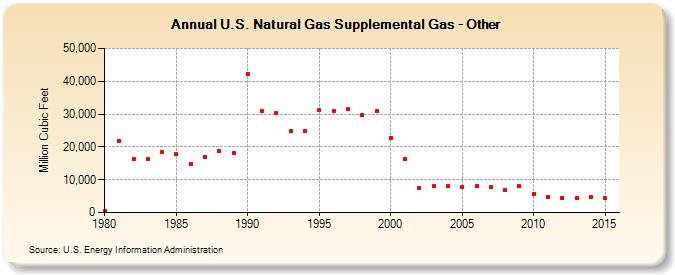 Annual U.S. Natural Gas Supplemental Gas - Other
Million Cubic Feet
50,000
40,000
30,000
20,000
10,000
0
1980 1985 1990 1995 2000 2005 2010 2015
Source: U.S. Energy Information Administration